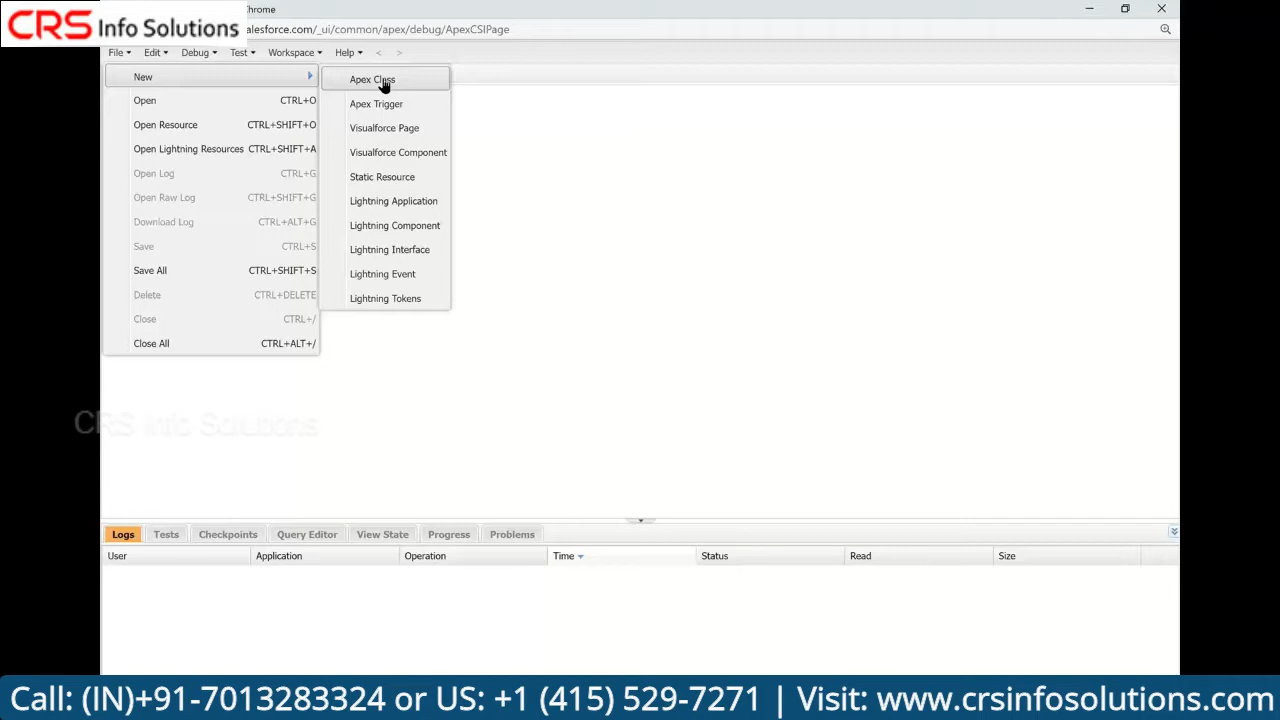 CRS Info Solutions
Chrome
alesforce.com/_ui/common/apex/debug/ApexCSIPage
File Edit Debug Test Workspace Help < >
New
Open CTRL+O
Open Resource CTRL+SHIFT+O
Open Lightning Resources CTRL+SHIFT+A
Open Log CTRL+G
Open Raw Log CTRL+SHIFT+G
Download Log CTRL+ALT+G
Save CTRL+S
Save All CTRL+SHIFT+S
Delete CTRL+DELETE
Close CTRL+/
Close All CTRL+ALT+/
Apex Class
Apex Trigger
Visualforce Page
Visualforce Component
Static Resource
Lightning Application
Lightning Component
Lightning Interface
Lightning Event
Lightning Tokens
CRS Info Solutions
Logs Tests Checkpoints Query Editor View State Progress Problems
User Application Operation Time Status Read Size
Call: (IN)+91-7013283324 or US: +1 (415) 529-7271 | Visit: www.crsinfosolutions.com